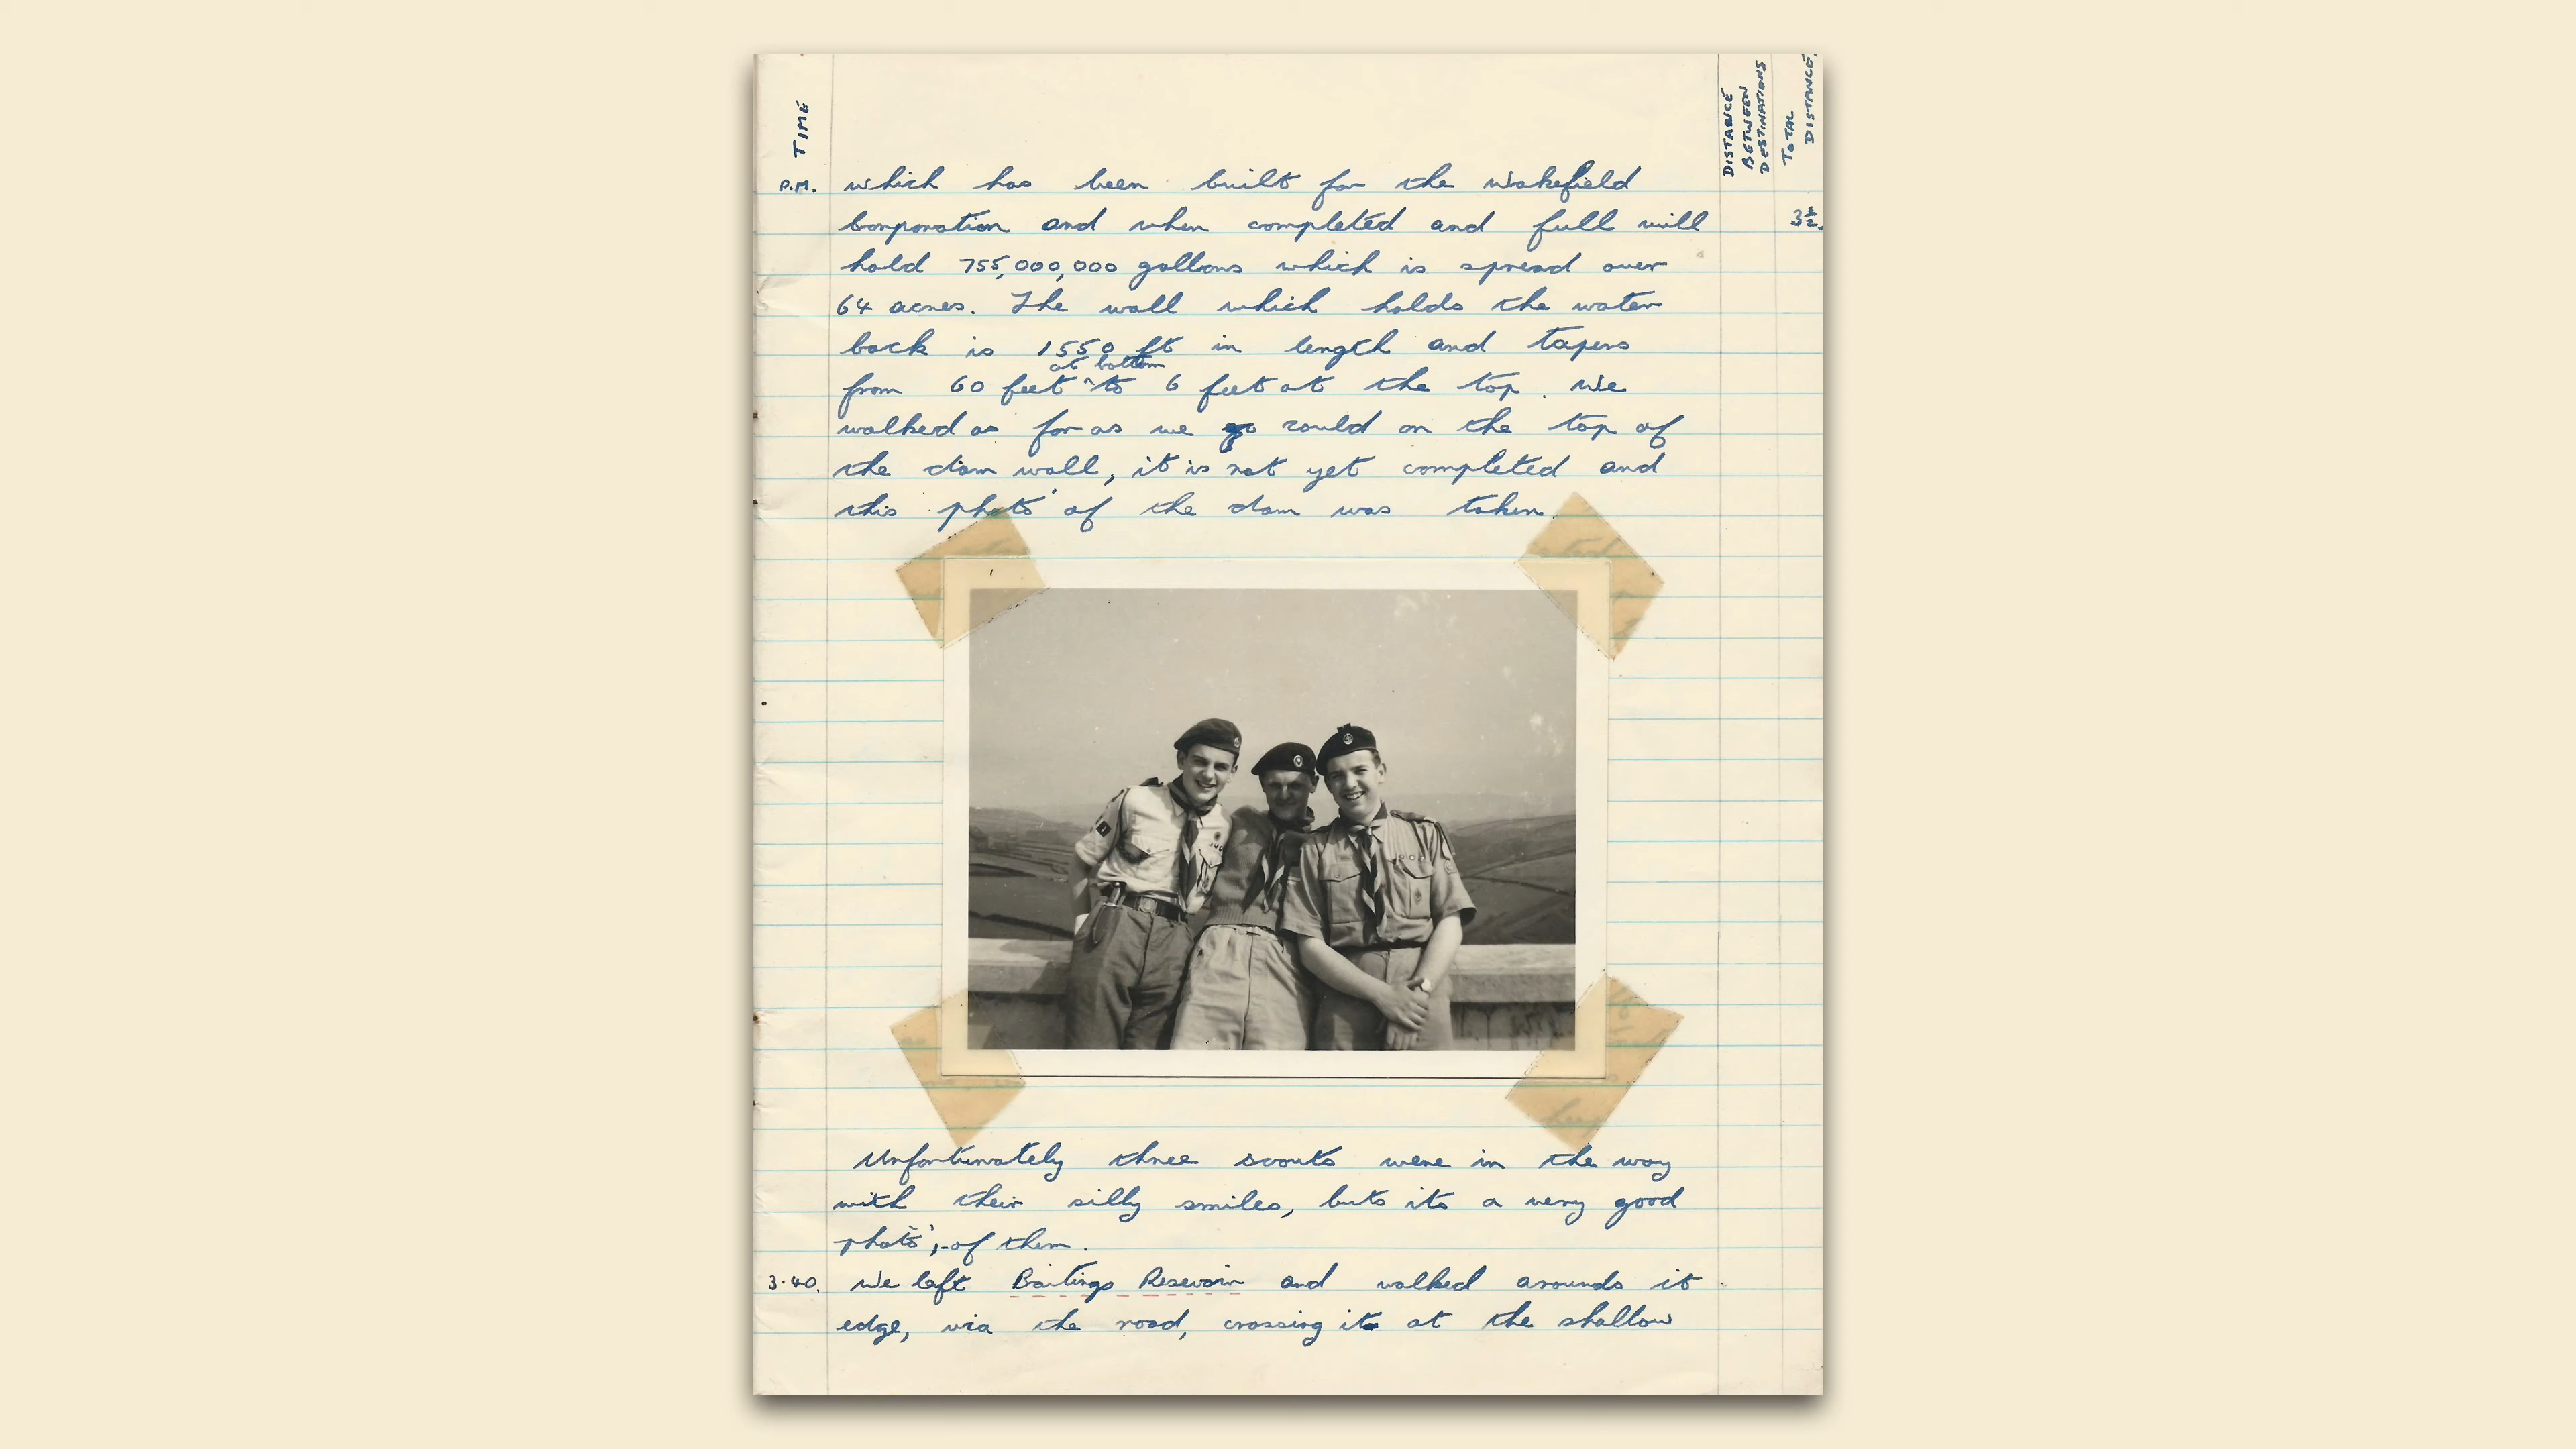 TIME
DISTANCE
BETWEEN
DESTINATIONS
TOTAL
DISTANCE.
P.M. which has been built for the Wakefield
Corporation and when completed and full will 3½.
hold 755,000,000 gallons which is spread over
64 acres. The wall which holds the water
back is 1550 ft in length and tapers
at bottom
from 60 feet ^ to 6 feet at the top. We
walked as far as we go could on the top of
the dam wall, it is not yet completed and
this photo' of the dam was taken.
Unfortunately three scouts were in the way
with their silly smiles, but its a very good
photo', of them.
3.40. We left Baitings Resevoir and walked arounds it
edge, via the road, crossing it at the shallow